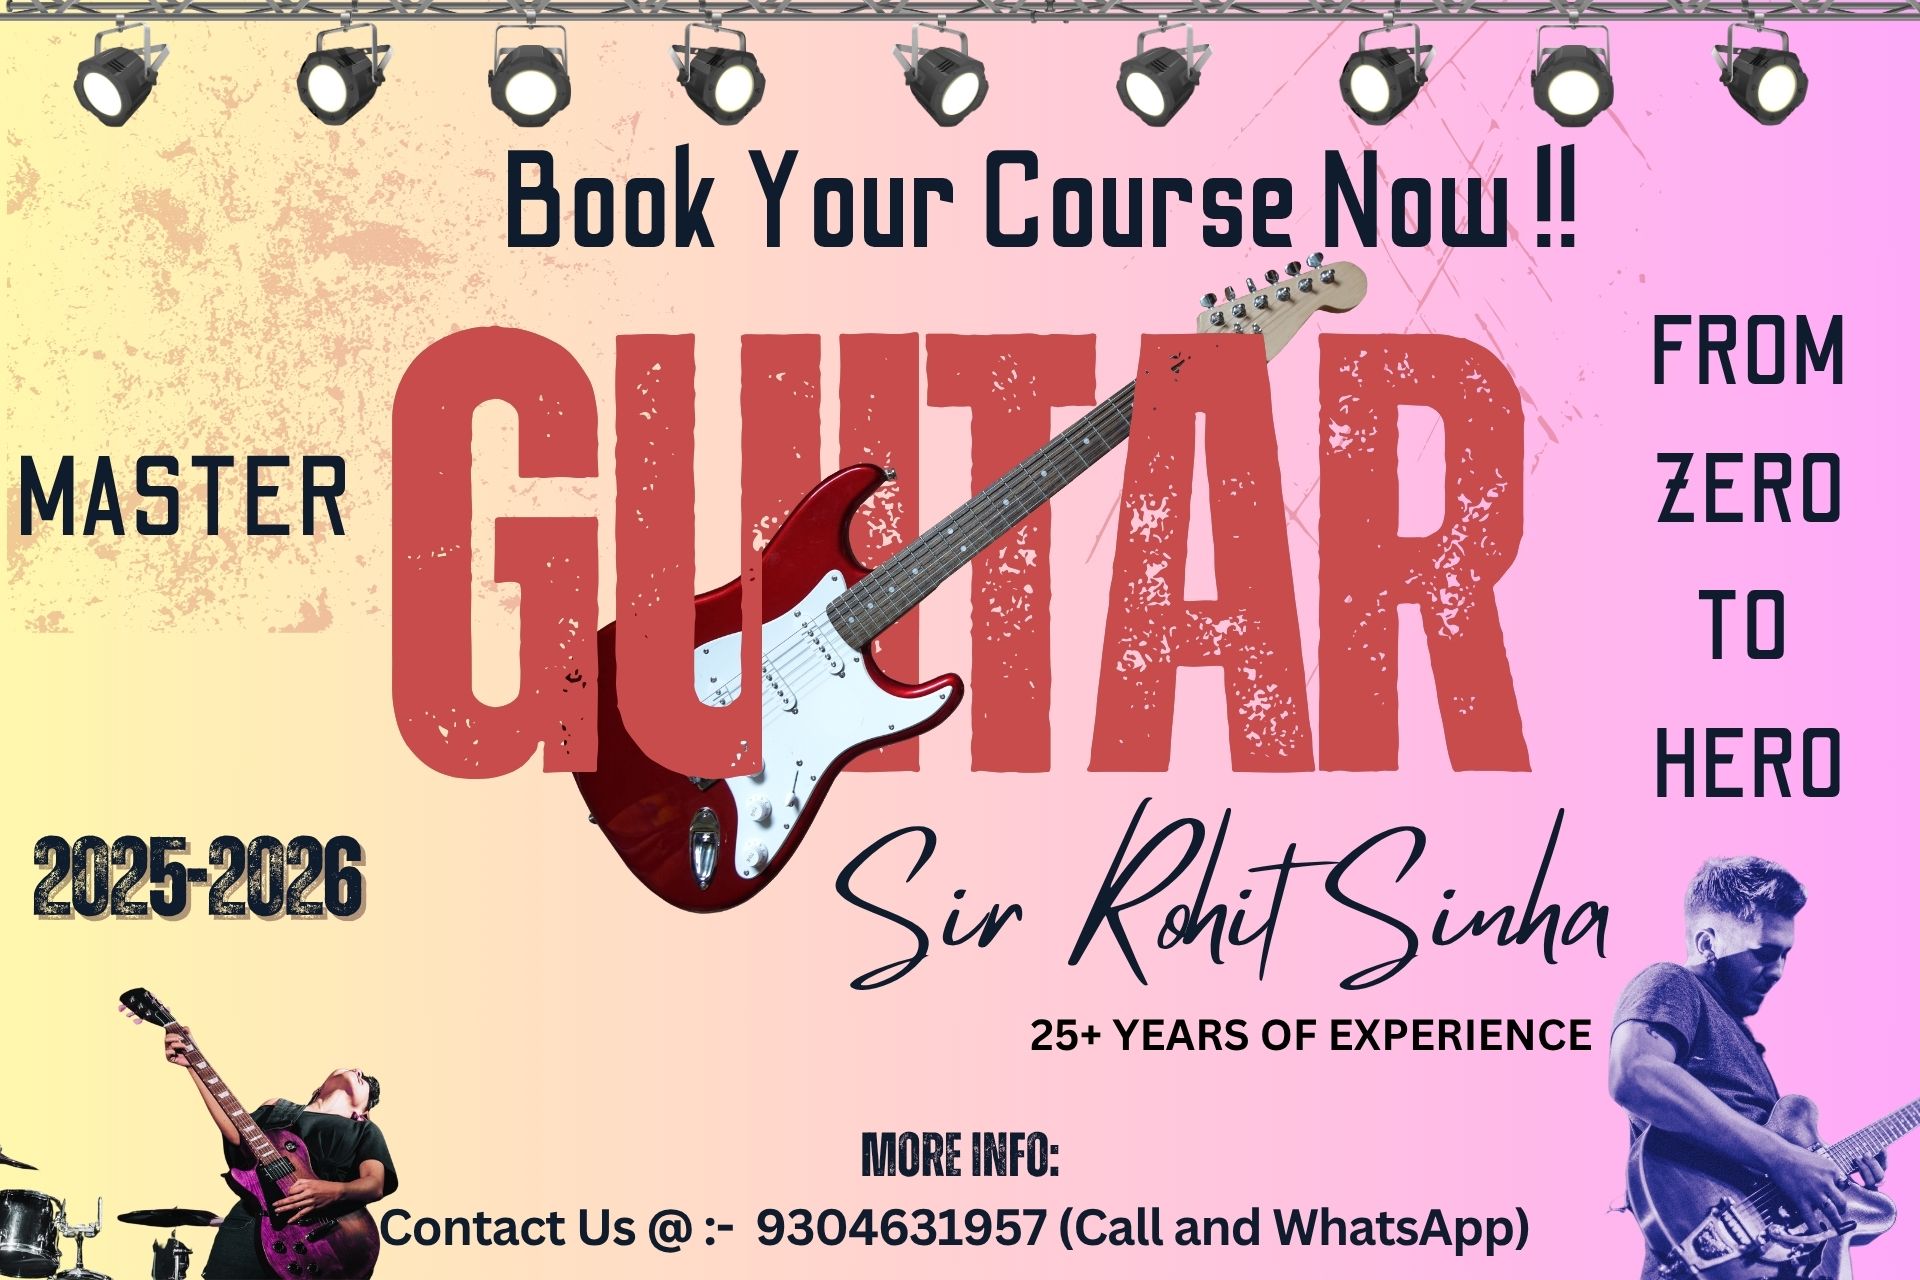 Book Your Course Now !!
MASTER
GUITAR
FROM
ZERO
TO
HERO
2025-2026
Sir Rohit Sinha
25+ YEARS OF EXPERIENCE
MORE INFO:
Contact Us @ :- 9304631957 (Call and WhatsApp)